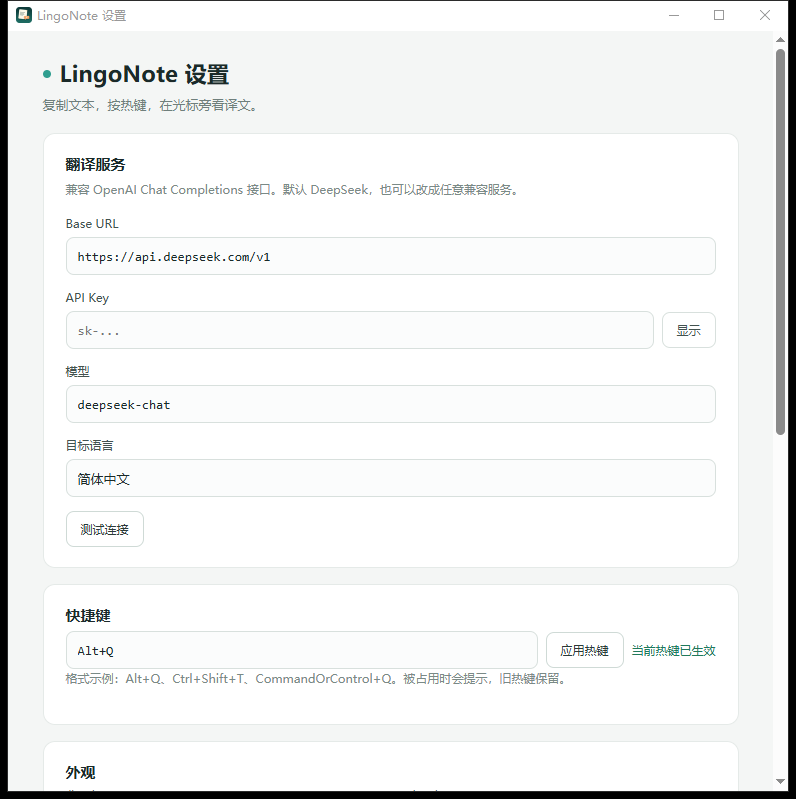 LingoNote 设置
LingoNote 设置
复制文本，按热键，在光标旁看译文。
翻译服务
兼容 OpenAI Chat Completions 接口。默认 DeepSeek，也可以改成任意兼容服务。
Base URL
https://api.deepseek.com/v1
API Key
sk-...
显示
模型
deepseek-chat
目标语言
简体中文
测试连接
快捷键
Alt+Q
应用热键
当前热键已生效
格式示例：Alt+Q、Ctrl+Shift+T、CommandOrControl+Q。被占用时会提示，旧热键保留。
外观